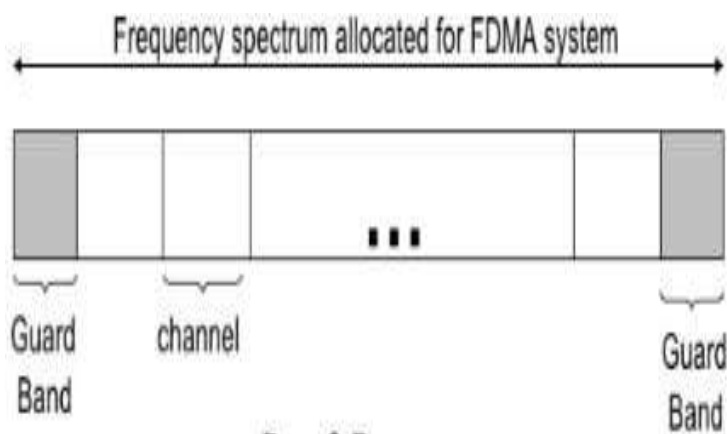 Frequency spectrum allocated for FDMA system
...
Guard
Band
channel
Guard
Band